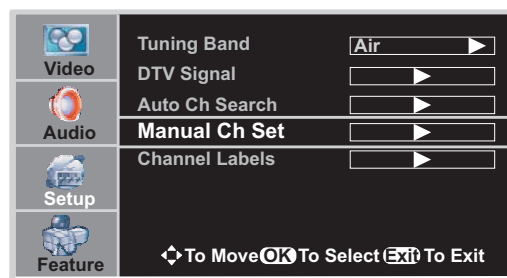 Video
Audio
Setup
Feature
Tuning Band Air
DTV Signal
Auto Ch Search
Manual Ch Set
Channel Labels
To Move OK To Select Exit To Exit